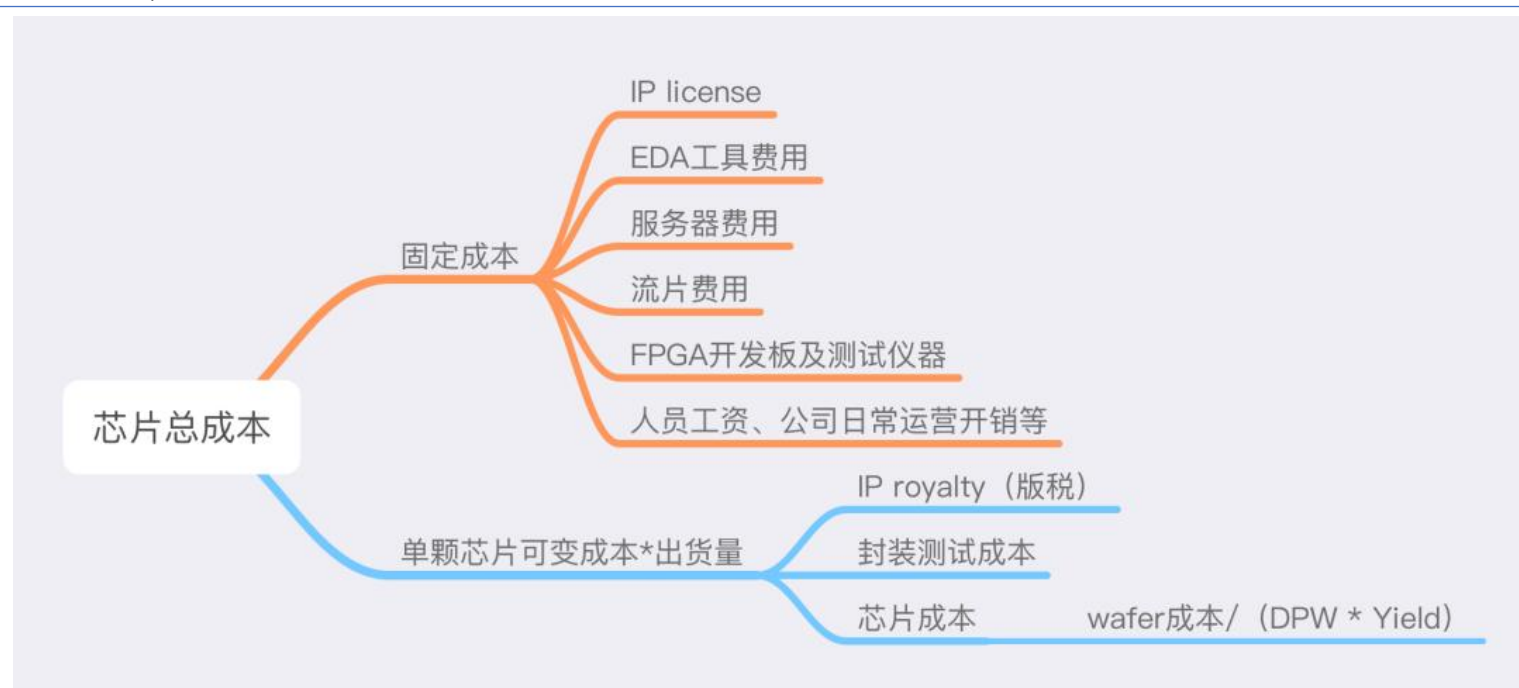 IP license
EDA工具费用
服务器费用
固定成本
流片费用
FPGA开发板及测试仪器
人员工资、公司日常运营开销等
芯片总成本
IP royalty（版税）
单颗芯片可变成本*出货量
封装测试成本
芯片成本
wafer成本/（DPW * Yield）